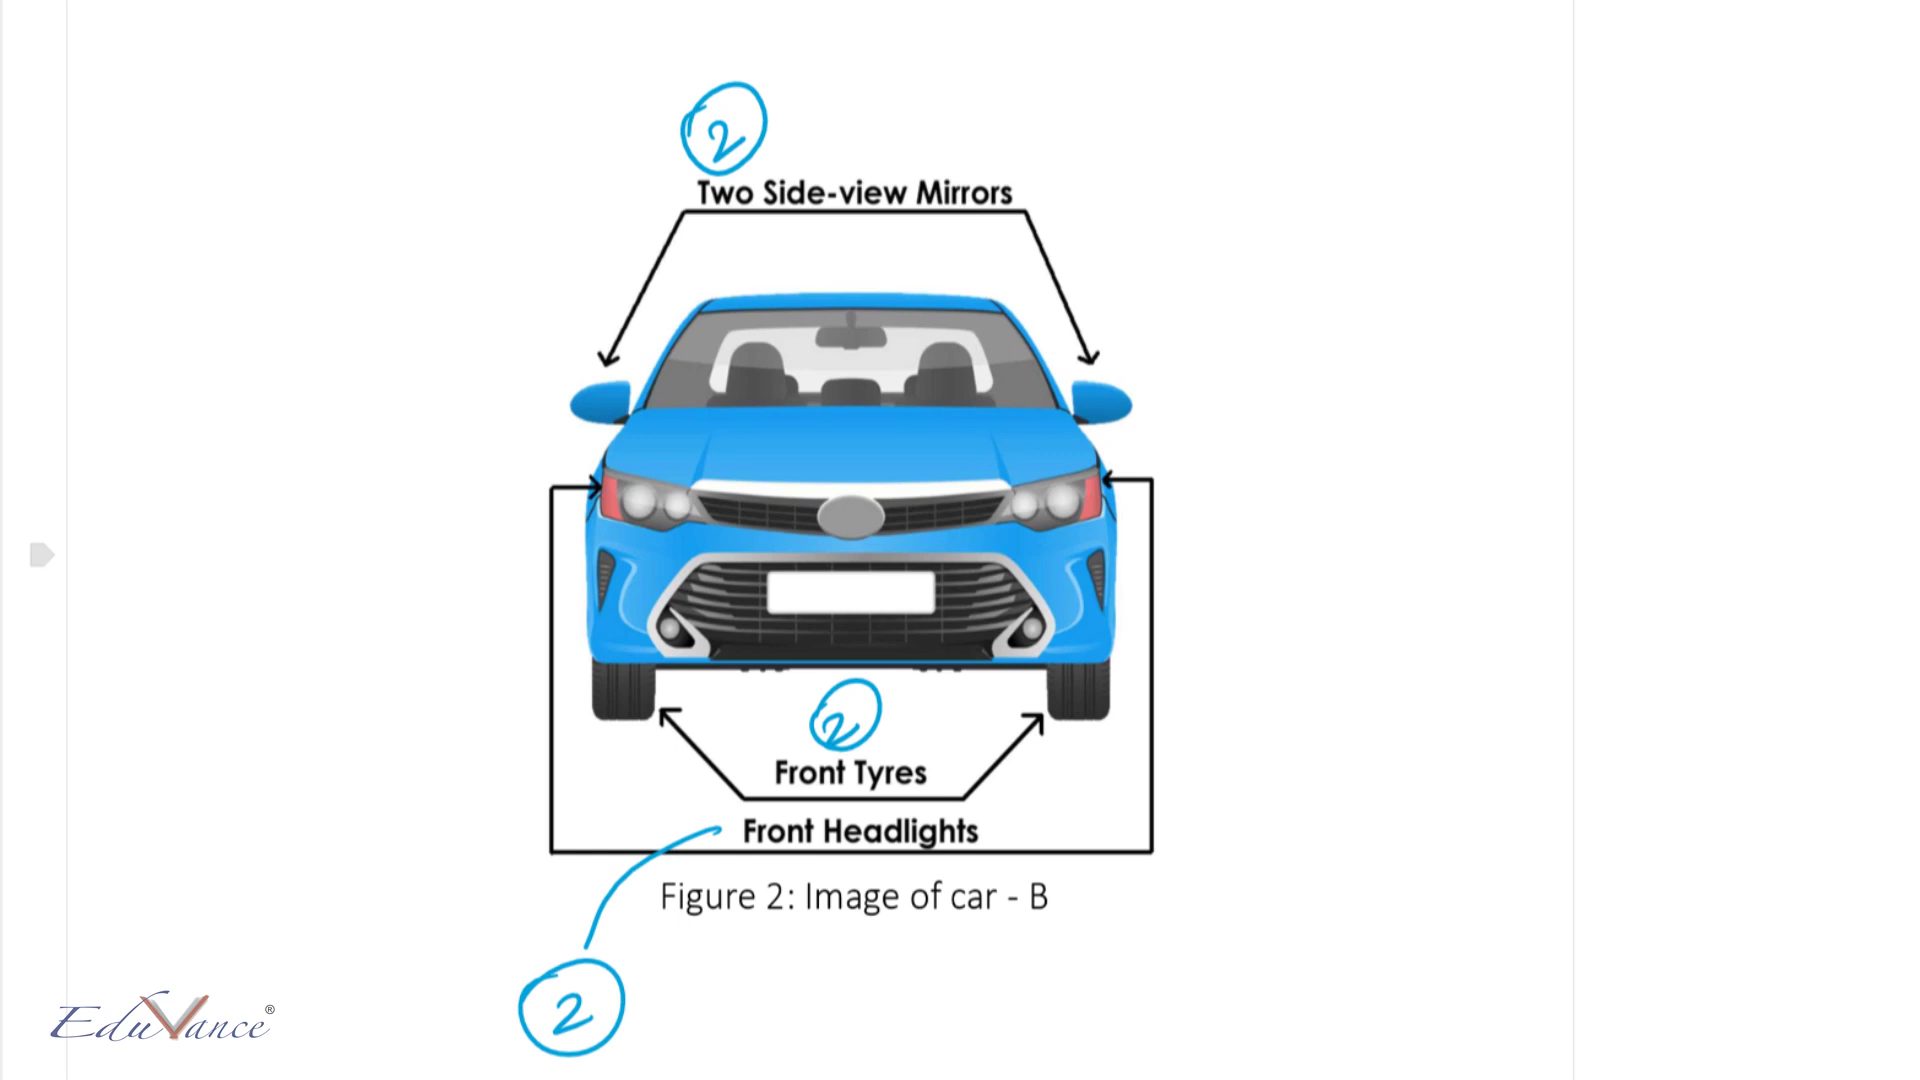 2
Two Side-view Mirrors
2
Front Tyres
Front Headlights
Figure 2: Image of car - B
2
EduVance®